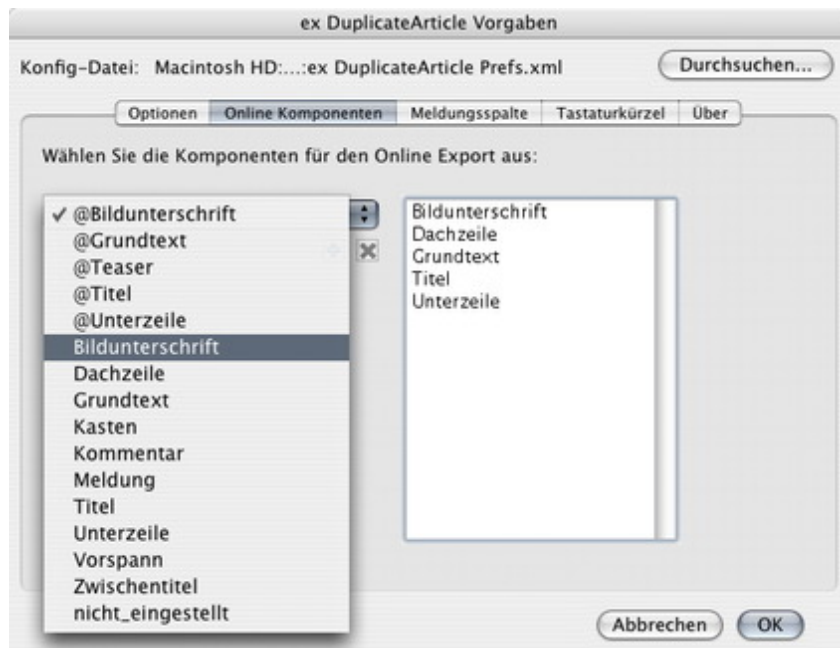 ex DuplicateArticle Vorgaben
Konfig-Datei: Macintosh HD:...:ex DuplicateArticle Prefs.xml
Durchsuchen...
Optionen
Online Komponenten
Meldungsspalte
Tastaturkürzel
Über
Wählen Sie die Komponenten für den Online Export aus:
✓ @Bildunterschrift
@Grundtext
@Teaser
@Titel
@Unterzeile
Bildunterschrift
Dachzeile
Grundtext
Kasten
Kommentar
Meldung
Titel
Unterzeile
Vorspann
Zwischentitel
nicht_eingestellt
Bildunterschrift
Dachzeile
Grundtext
Titel
Unterzeile
Abbrechen
OK